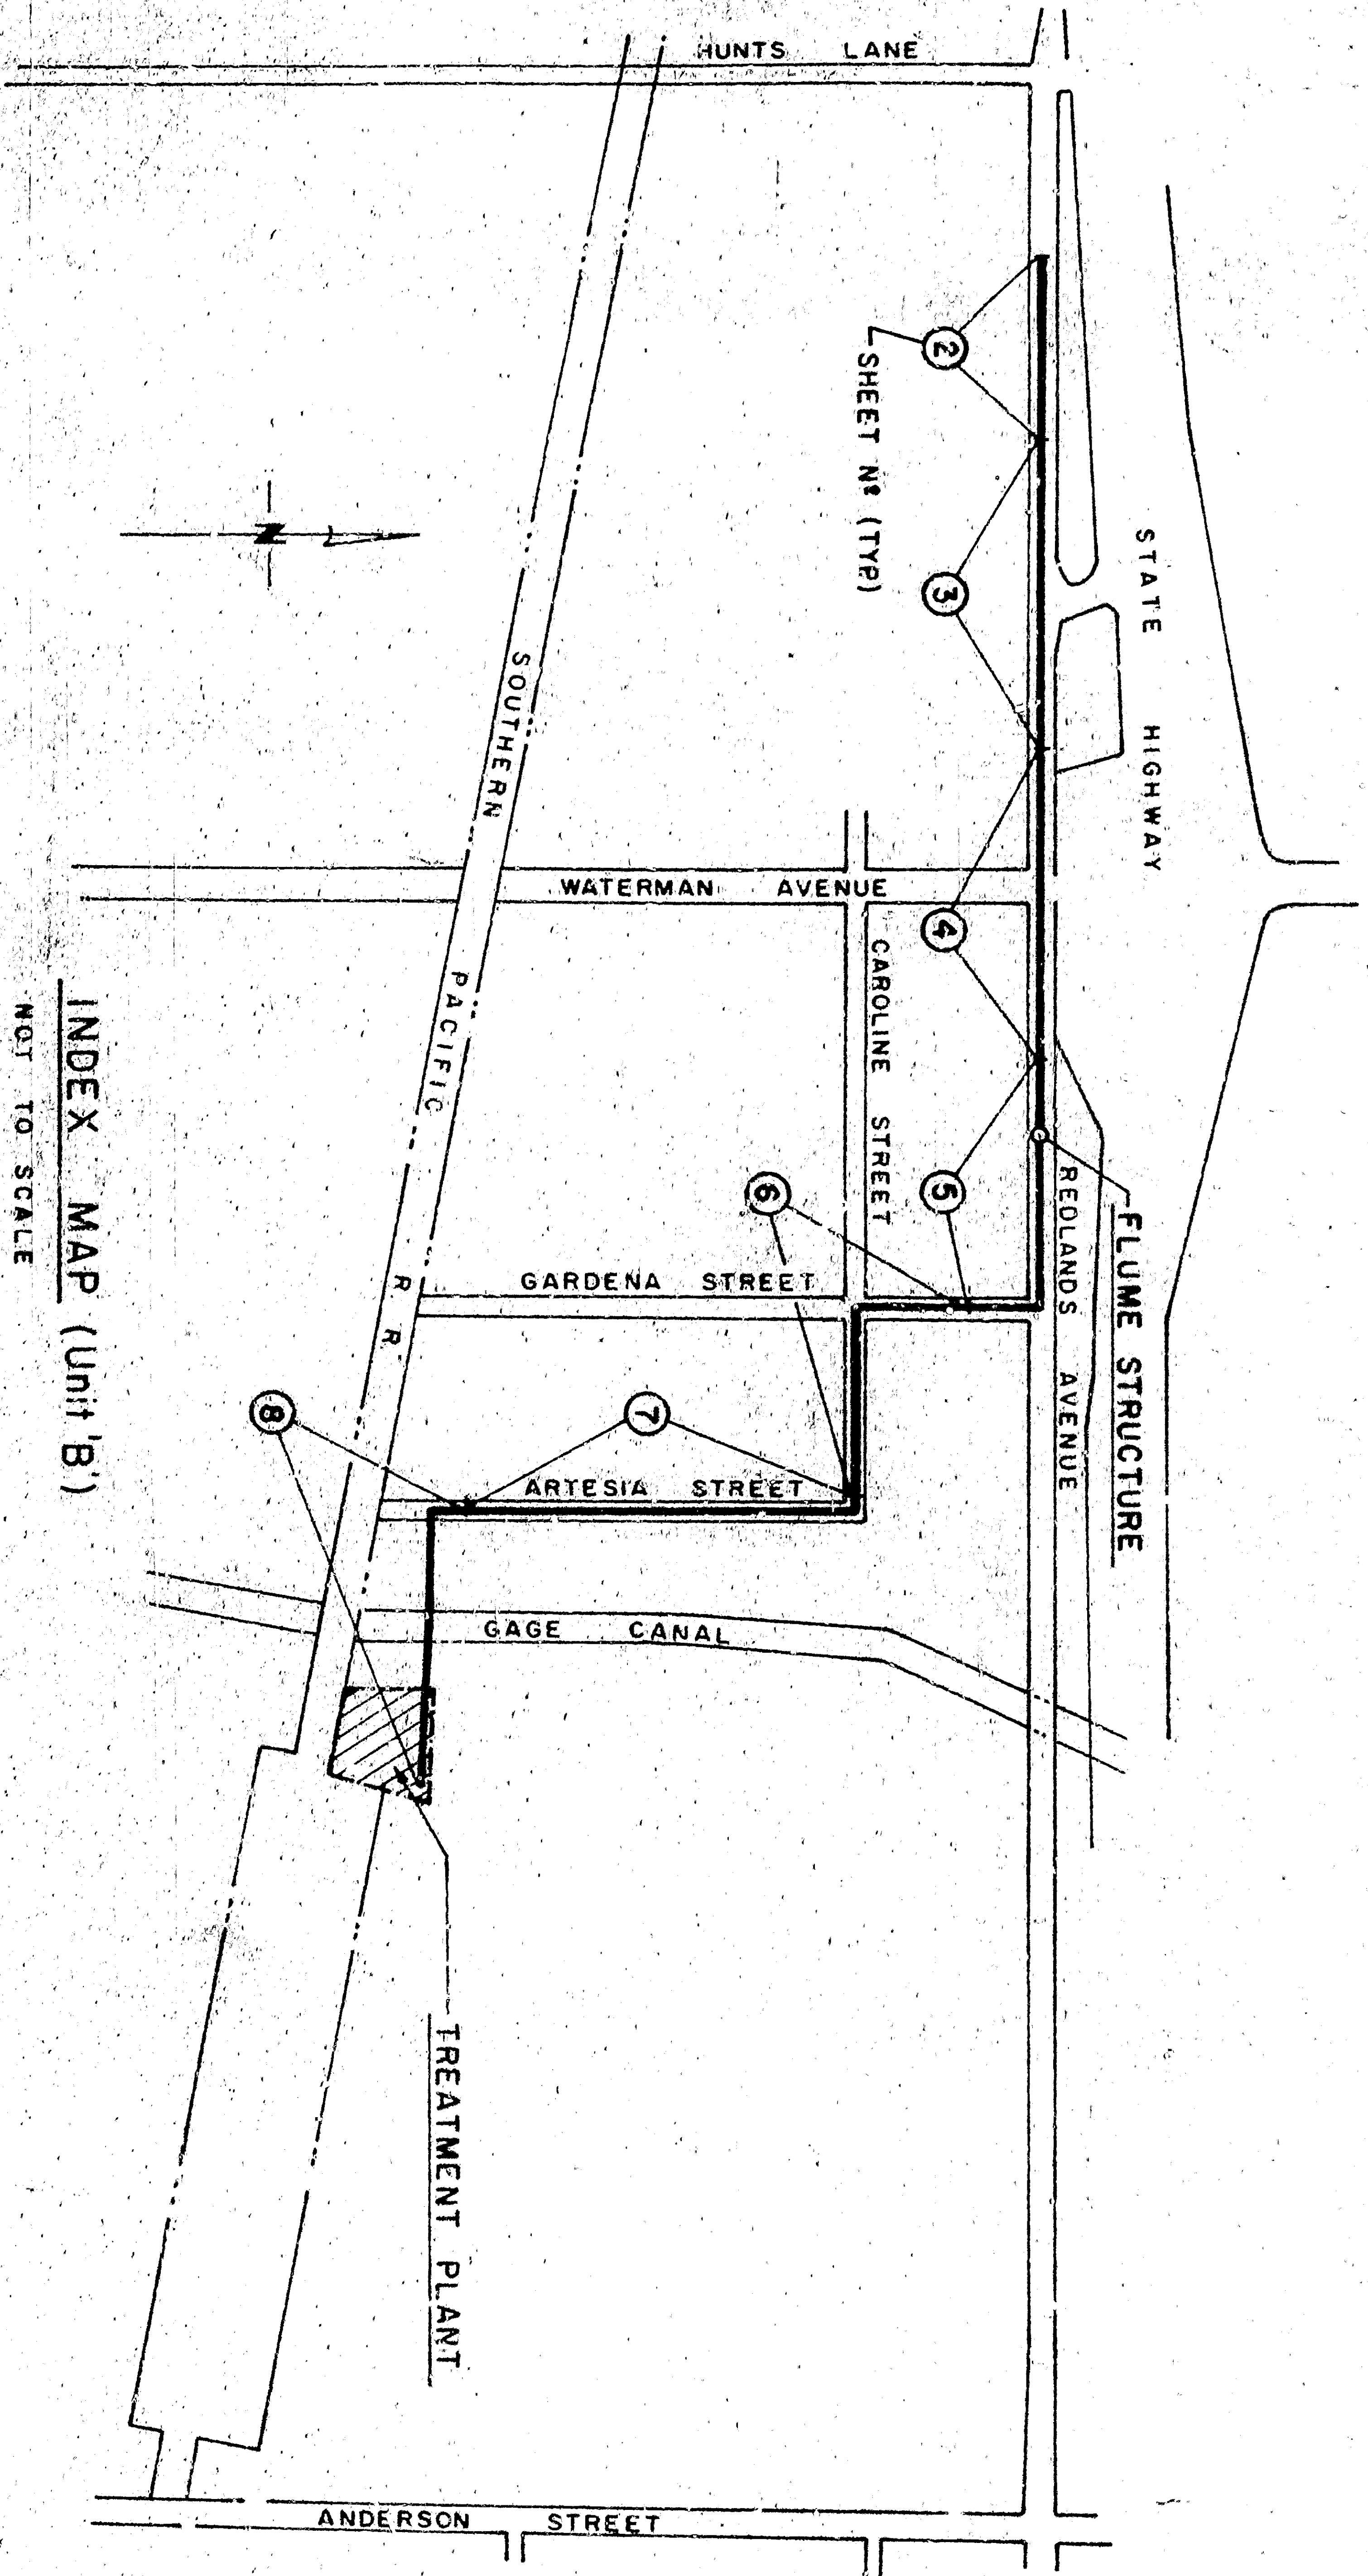 HUNTS LANE
STATE HIGHWAY
2
SHEET Nº (TYP.)
3
N
SOUTHERN PACIFIC R. R.
WATERMAN AVENUE
4
CAROLINE STREET
5
6
REDLANDS AVENUE
FLUME STRUCTURE
GARDENA STREET
7
8
ARTESIA STREET
GAGE CANAL
TREATMENT PLANT
ANDERSON STREET
INDEX MAP (Unit 'B')
NOT TO SCALE